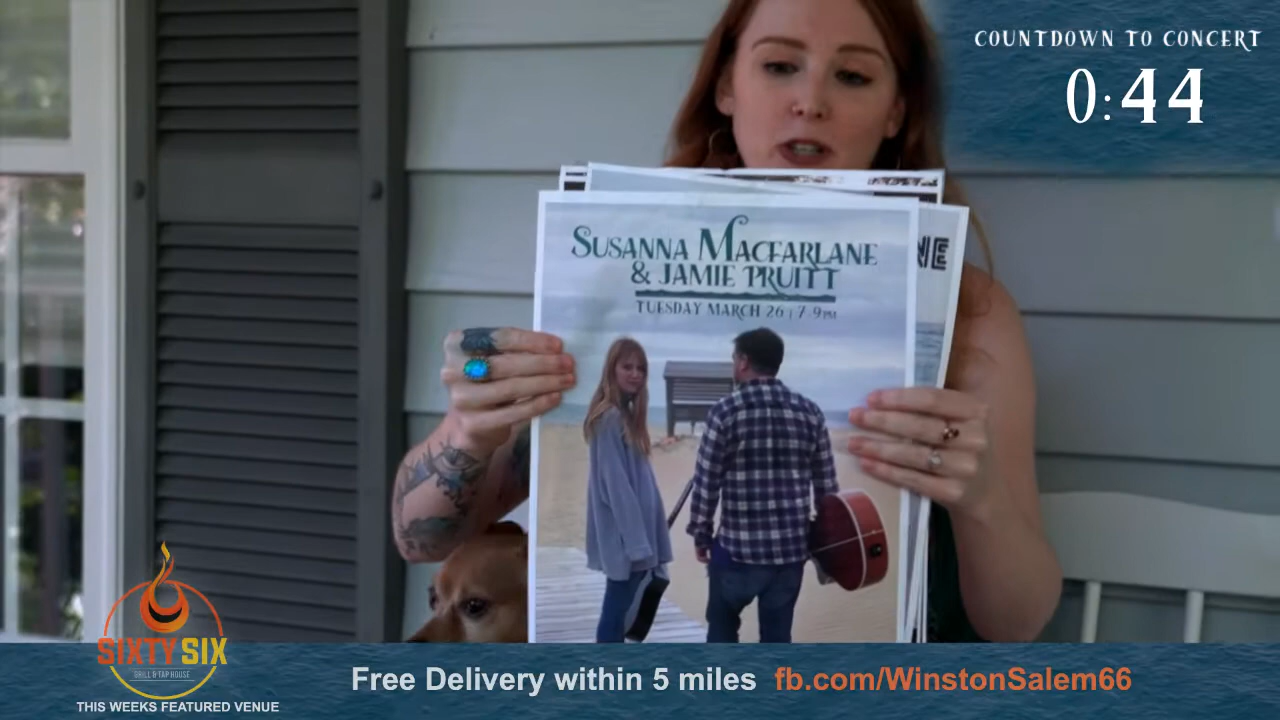 COUNTDOWN TO CONCERT
0:44
SUSANNA MACFARLANE
& JAMIE PRUITT
TUESDAY MARCH 26 | 7-9PM
NE
SIXTY SIX
GRILL & TAP HOUSE
THIS WEEKS FEATURED VENUE
Free Delivery within 5 miles fb.com/WinstonSalem66